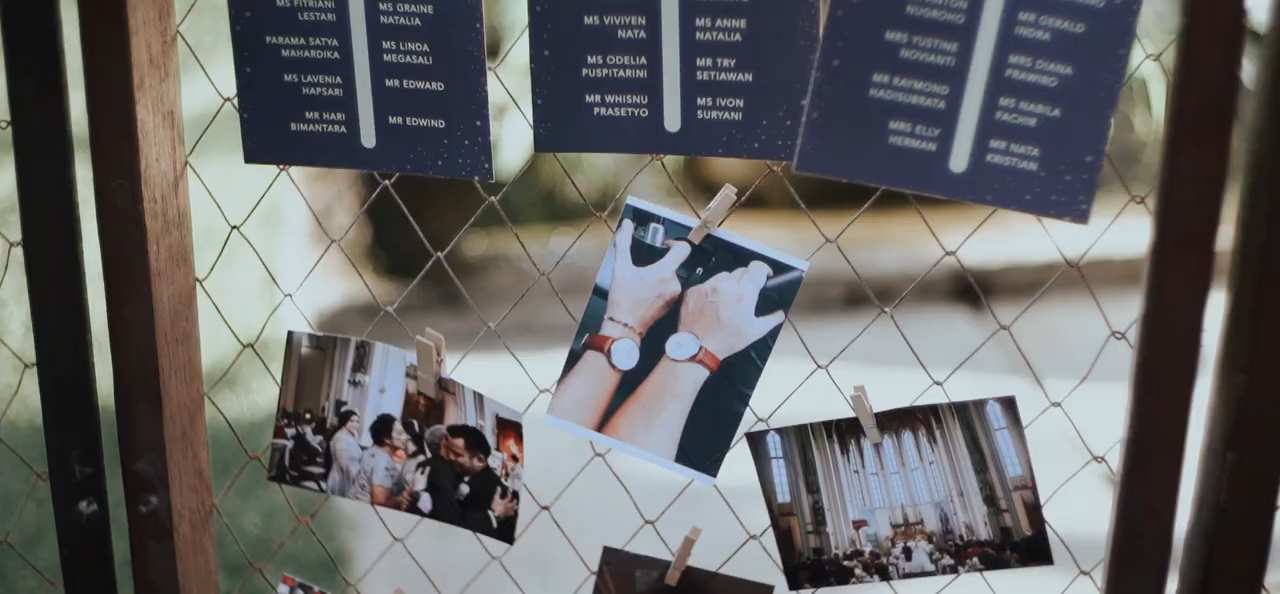 MS FITRIANI
LESTARI
PARAMA SATYA
MAHARDIKA
MS LAVENIA
HAPSARI
MR HARI
BIMANTARA
MS GRAINE
NATALIA
MS LINDA
MEGASALI
MR EDWARD
MR EDWIND
MS VIVIYEN
NATA
MS ODELIA
PUSPITARINI
MR WHISNU
PRASETYO
MS ANNE
NATALIA
MR TRY
SETIAWAN
MS IVON
SURYANI
NUGROHO
MRS YUSTINE
NOVIANTI
MR RAYMOND
HADISUBRATA
MRS ELLY
HERMAN
MR GERALD
INDRA
MRS DIANA
PRAWIRO
MS NABILA
FACHIR
MR NATA
KRISTIAN